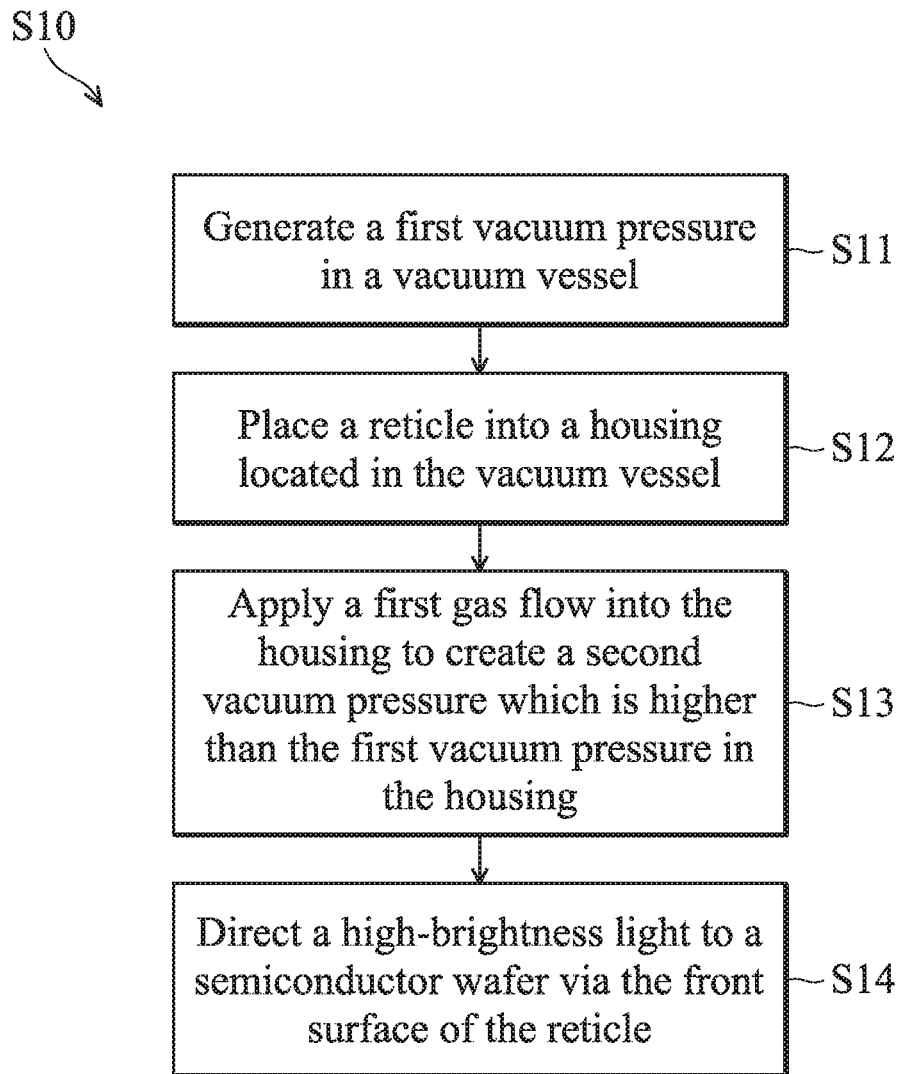 S10
Generate a first vacuum pressure
in a vacuum vessel
S11
Place a reticle into a housing
located in the vacuum vessel
S12
Apply a first gas flow into the
housing to create a second
vacuum pressure which is higher
than the first vacuum pressure in
the housing
S13
Direct a high-brightness light to a
semiconductor wafer via the front
surface of the reticle
S14